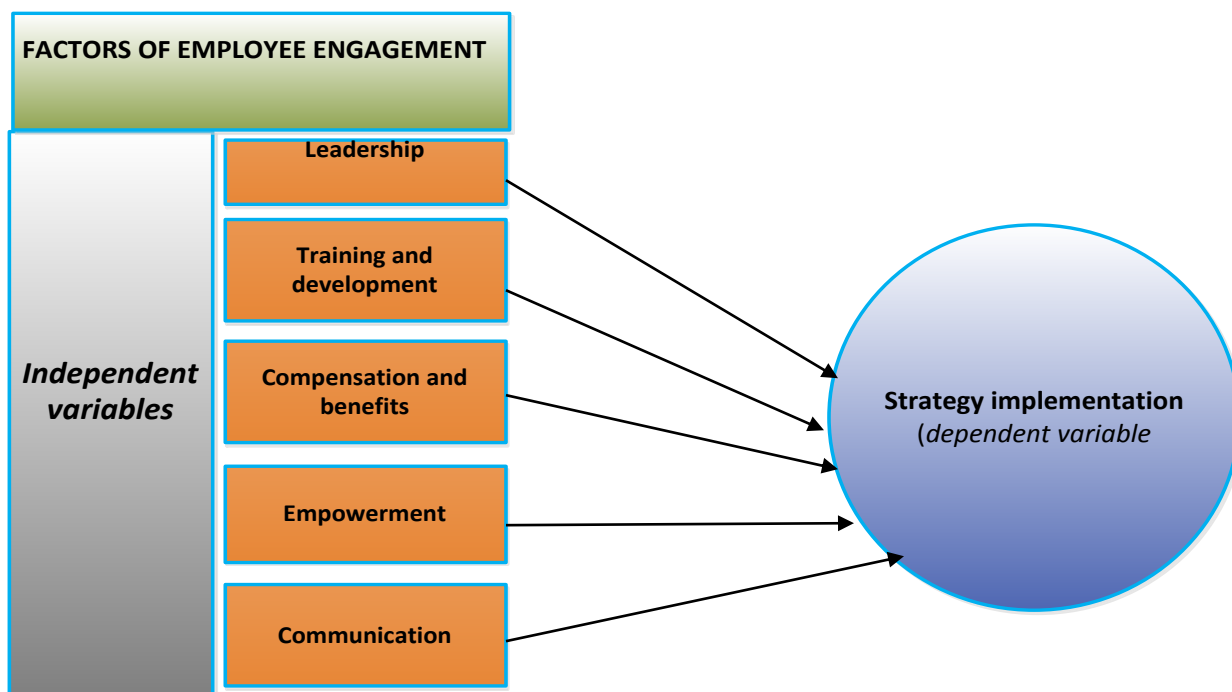 FACTORS OF EMPLOYEE ENGAGEMENT
Independent
variables
Leadership
Training and
development
Compensation and
benefits
Empowerment
Communication
Strategy implementation
(dependent variable